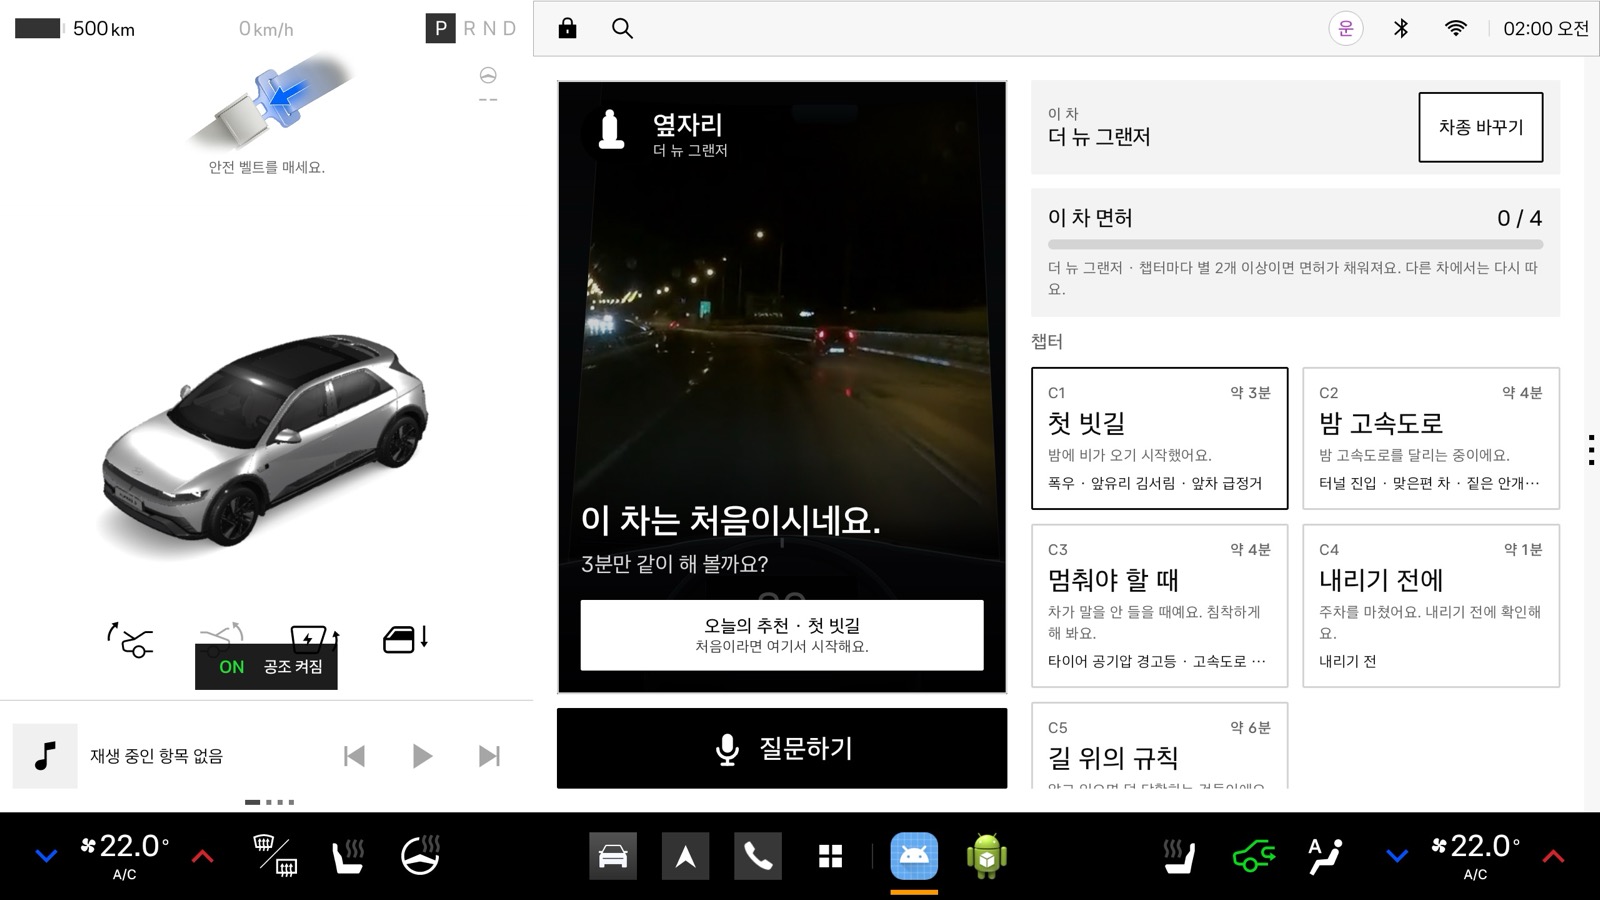 500 km
0 km/h
P R N D
운
02:00 오전
--
안전 벨트를 매세요.
ON 공조 켜짐
재생 중인 항목 없음
옆자리
더 뉴 그랜저
이 차는 처음이시네요.
3분만 같이 해 볼까요?
오늘의 추천 · 첫 빗길
처음이라면 여기서 시작해요.
질문하기
이 차
더 뉴 그랜저
차종 바꾸기
이 차 면허
0 / 4
더 뉴 그랜저 · 챕터마다 별 2개 이상이면 면허가 채워져요. 다른 차에서는 다시 따
요.
챕터
C1
약 3분
첫 빗길
밤에 비가 오기 시작했어요.
폭우 · 앞유리 김서림 · 앞차 급정거
C2
약 4분
밤 고속도로
밤 고속도로를 달리는 중이에요.
터널 진입 · 맞은편 차 · 짙은 안개…
C3
약 4분
멈춰야 할 때
차가 말을 안 들을 때예요. 침착하게
해 봐요.
타이어 공기압 경고등 · 고속도로 …
C4
약 1분
내리기 전에
주차를 마쳤어요. 내리기 전에 확인해
요.
내리기 전
C5
약 6분
길 위의 규칙
22.0°
A/C
A
22.0°
A/C